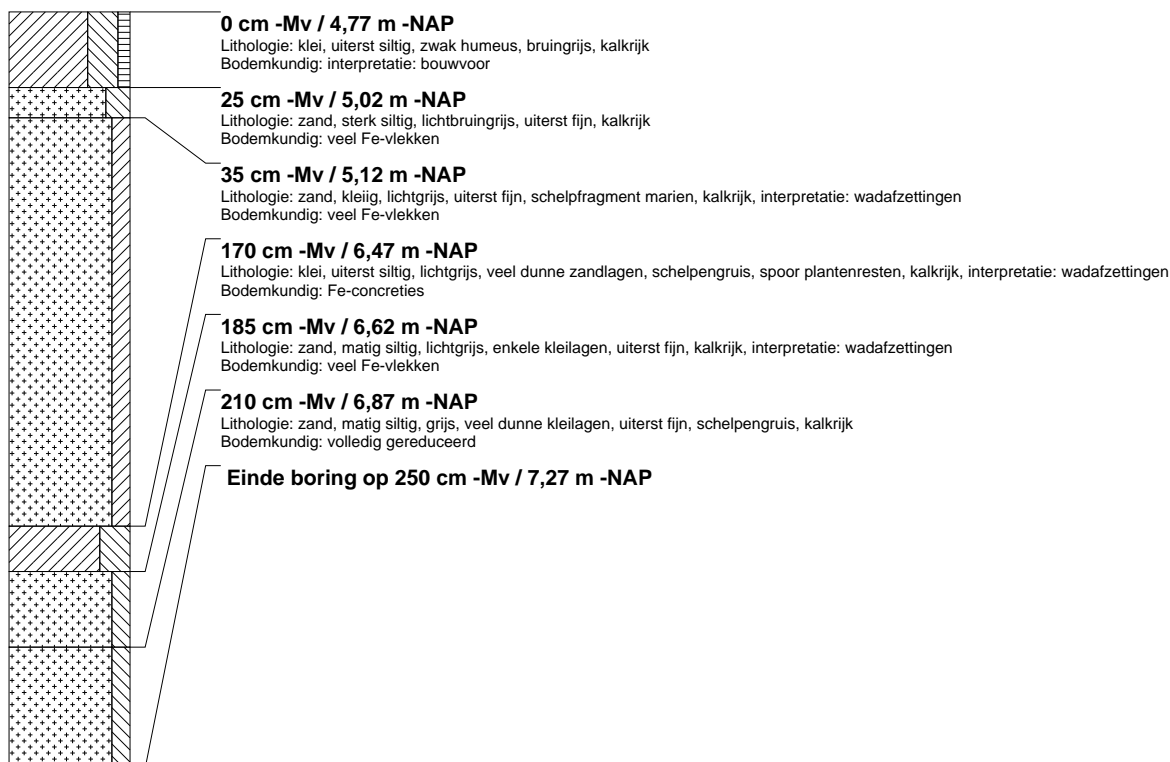 0 cm -Mv / 4,77 m -NAP
Lithologie: klei, uiterst siltig, zwak humeus, bruingrijs, kalkrijk
Bodemkundig: interpretatie: bouwvoor
25 cm -Mv / 5,02 m -NAP
Lithologie: zand, sterk siltig, lichtbruingrijs, uiterst fijn, kalkrijk
Bodemkundig: veel Fe-vlekken
35 cm -Mv / 5,12 m -NAP
Lithologie: zand, kleiig, lichtgrijs, uiterst fijn, schelpfragment marien, kalkrijk, interpretatie: wadafzettingen
Bodemkundig: veel Fe-vlekken
170 cm -Mv / 6,47 m -NAP
Lithologie: klei, uiterst siltig, lichtgrijs, veel dunne zandlagen, schelpengruis, spoor plantenresten, kalkrijk, interpretatie: wadafzettingen
Bodemkundig: Fe-concreties
185 cm -Mv / 6,62 m -NAP
Lithologie: zand, matig siltig, lichtgrijs, enkele kleilagen, uiterst fijn, kalkrijk, interpretatie: wadafzettingen
Bodemkundig: veel Fe-vlekken
210 cm -Mv / 6,87 m -NAP
Lithologie: zand, matig siltig, grijs, veel dunne kleilagen, uiterst fijn, schelpengruis, kalkrijk
Bodemkundig: volledig gereduceerd
Einde boring op 250 cm -Mv / 7,27 m -NAP